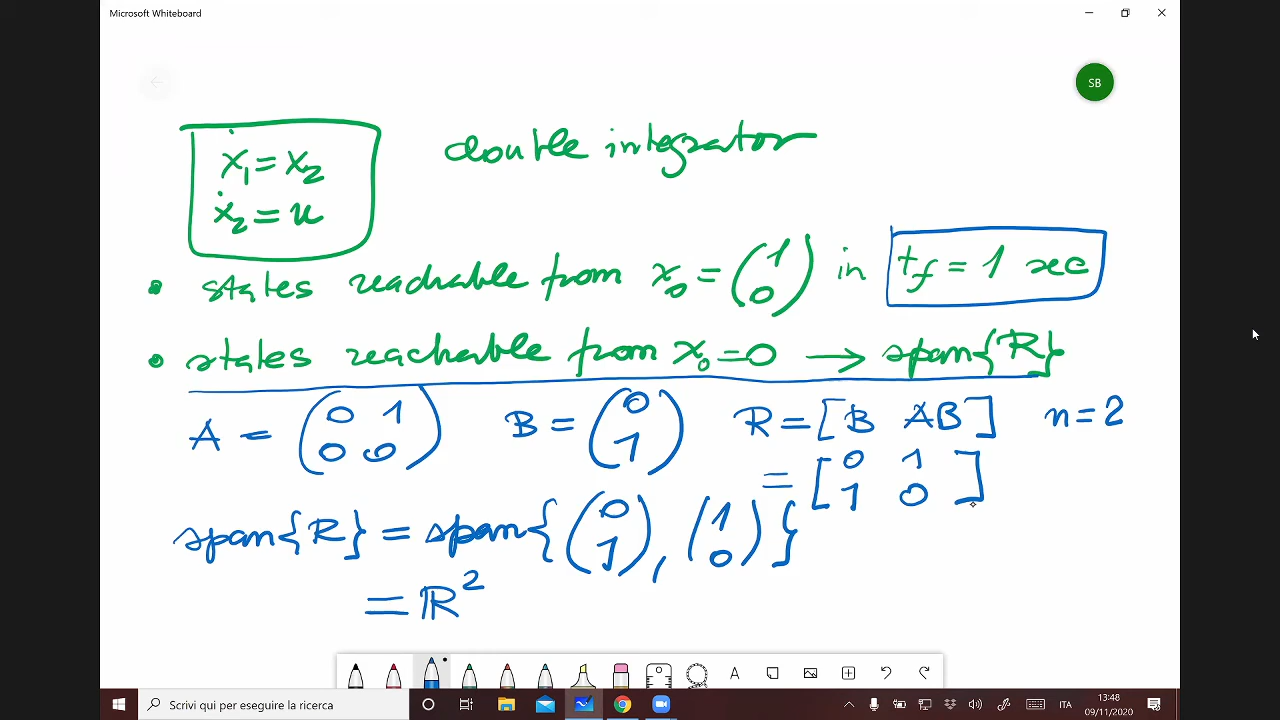 Microsoft Whiteboard
SB
ẋ₁ = x₂
double integrator
ẋ₂ = u
• states reachable from x₀ = (1 0) in t_f = 1 sec
• states reachable from x₀ = 0 → span{R}
A = (0 1 0 0) B = (0 1) R = [B AB] n = 2
= [0 1 1 0]
span{R} = span{(0 1), (1 0)}
= ℝ²
A
Scrivi qui per eseguire la ricerca
ITA
13:48
09/11/2020